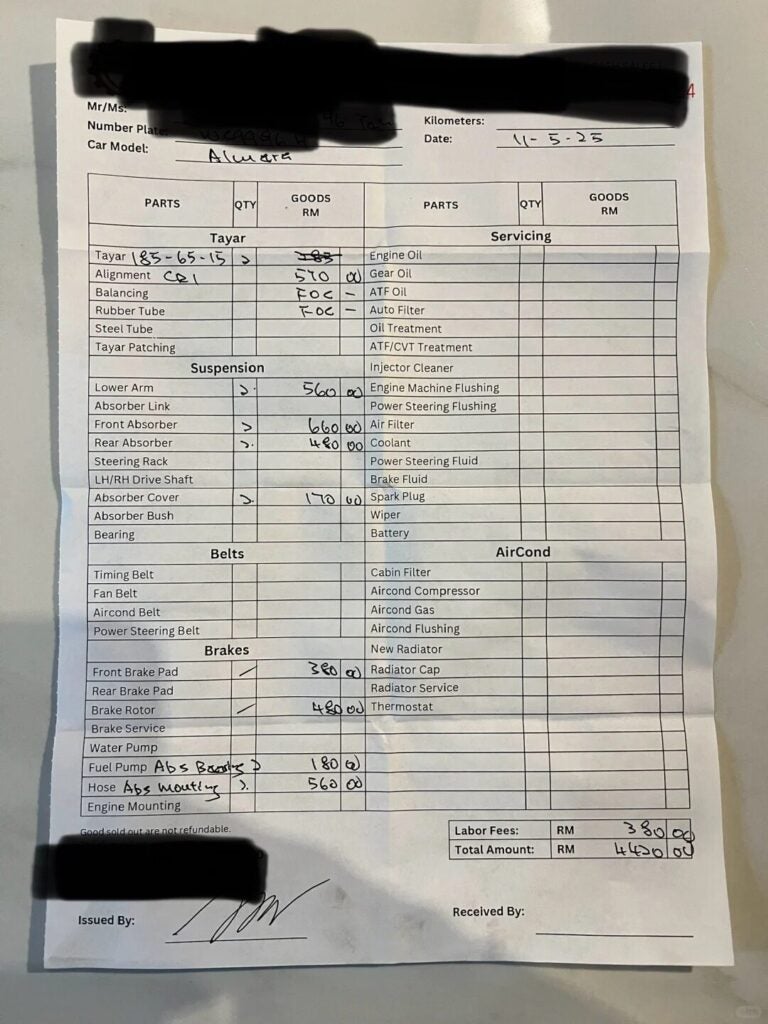 Mr/Ms:
Number Plate:
Car Model: Almera
Kilometers:
Date: 11-5-25
PARTS QTY GOODS RM PARTS QTY GOODS RM
Tayar Servicing
Tayar 185-65-15 2 Engine Oil
Alignment 570 00 Gear Oil
Balancing FOC - ATF Oil
Rubber Tube FOC - Auto Filter
Steel Tube Oil Treatment
Tayar Patching ATF/CVT Treatment
Suspension Injector Cleaner
Lower Arm 2. 560 00 Engine Machine Flushing
Absorber Link Power Steering Flushing
Front Absorber 2 660 00 Air Filter
Rear Absorber 2. 480 00 Coolant
Steering Rack Power Steering Fluid
LH/RH Drive Shaft Brake Fluid
Absorber Cover 2. 170 00 Spark Plug
Absorber Bush Wiper
Bearing Battery
Belts AirCond
Timing Belt Cabin Filter
Fan Belt Aircond Compressor
Aircond Belt Aircond Gas
Power Steering Belt Aircond Flushing
Brakes New Radiator
Front Brake Pad / 380 00 Radiator Cap
Rear Brake Pad Radiator Service
Brake Rotor / 480 00 Thermostat
Brake Service
Water Pump
Fuel Pump Abs Bearing 2 180 00
Hose Abs Mouting 2. 560 00
Engine Mounting
Good sold out are not refundable.
Labor Fees: RM 380 00
Total Amount: RM 4420 00
Issued By:
Received By: